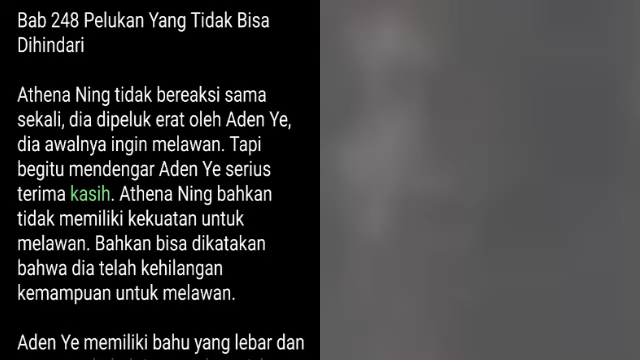 Bab 248 Pelukan Yang Tidak Bisa
Dihindari
Athena Ning tidak bereaksi sama
sekali, dia dipeluk erat oleh Aden Ye,
dia awalnya ingin melawan. Tapi
begitu mendengar Aden Ye serius
terima kasih. Athena Ning bahkan
tidak memiliki kekuatan untuk
melawan. Bahkan bisa dikatakan
bahwa dia telah kehilangan
kemampuan untuk melawan.
Aden Ye memiliki bahu yang lebar dan